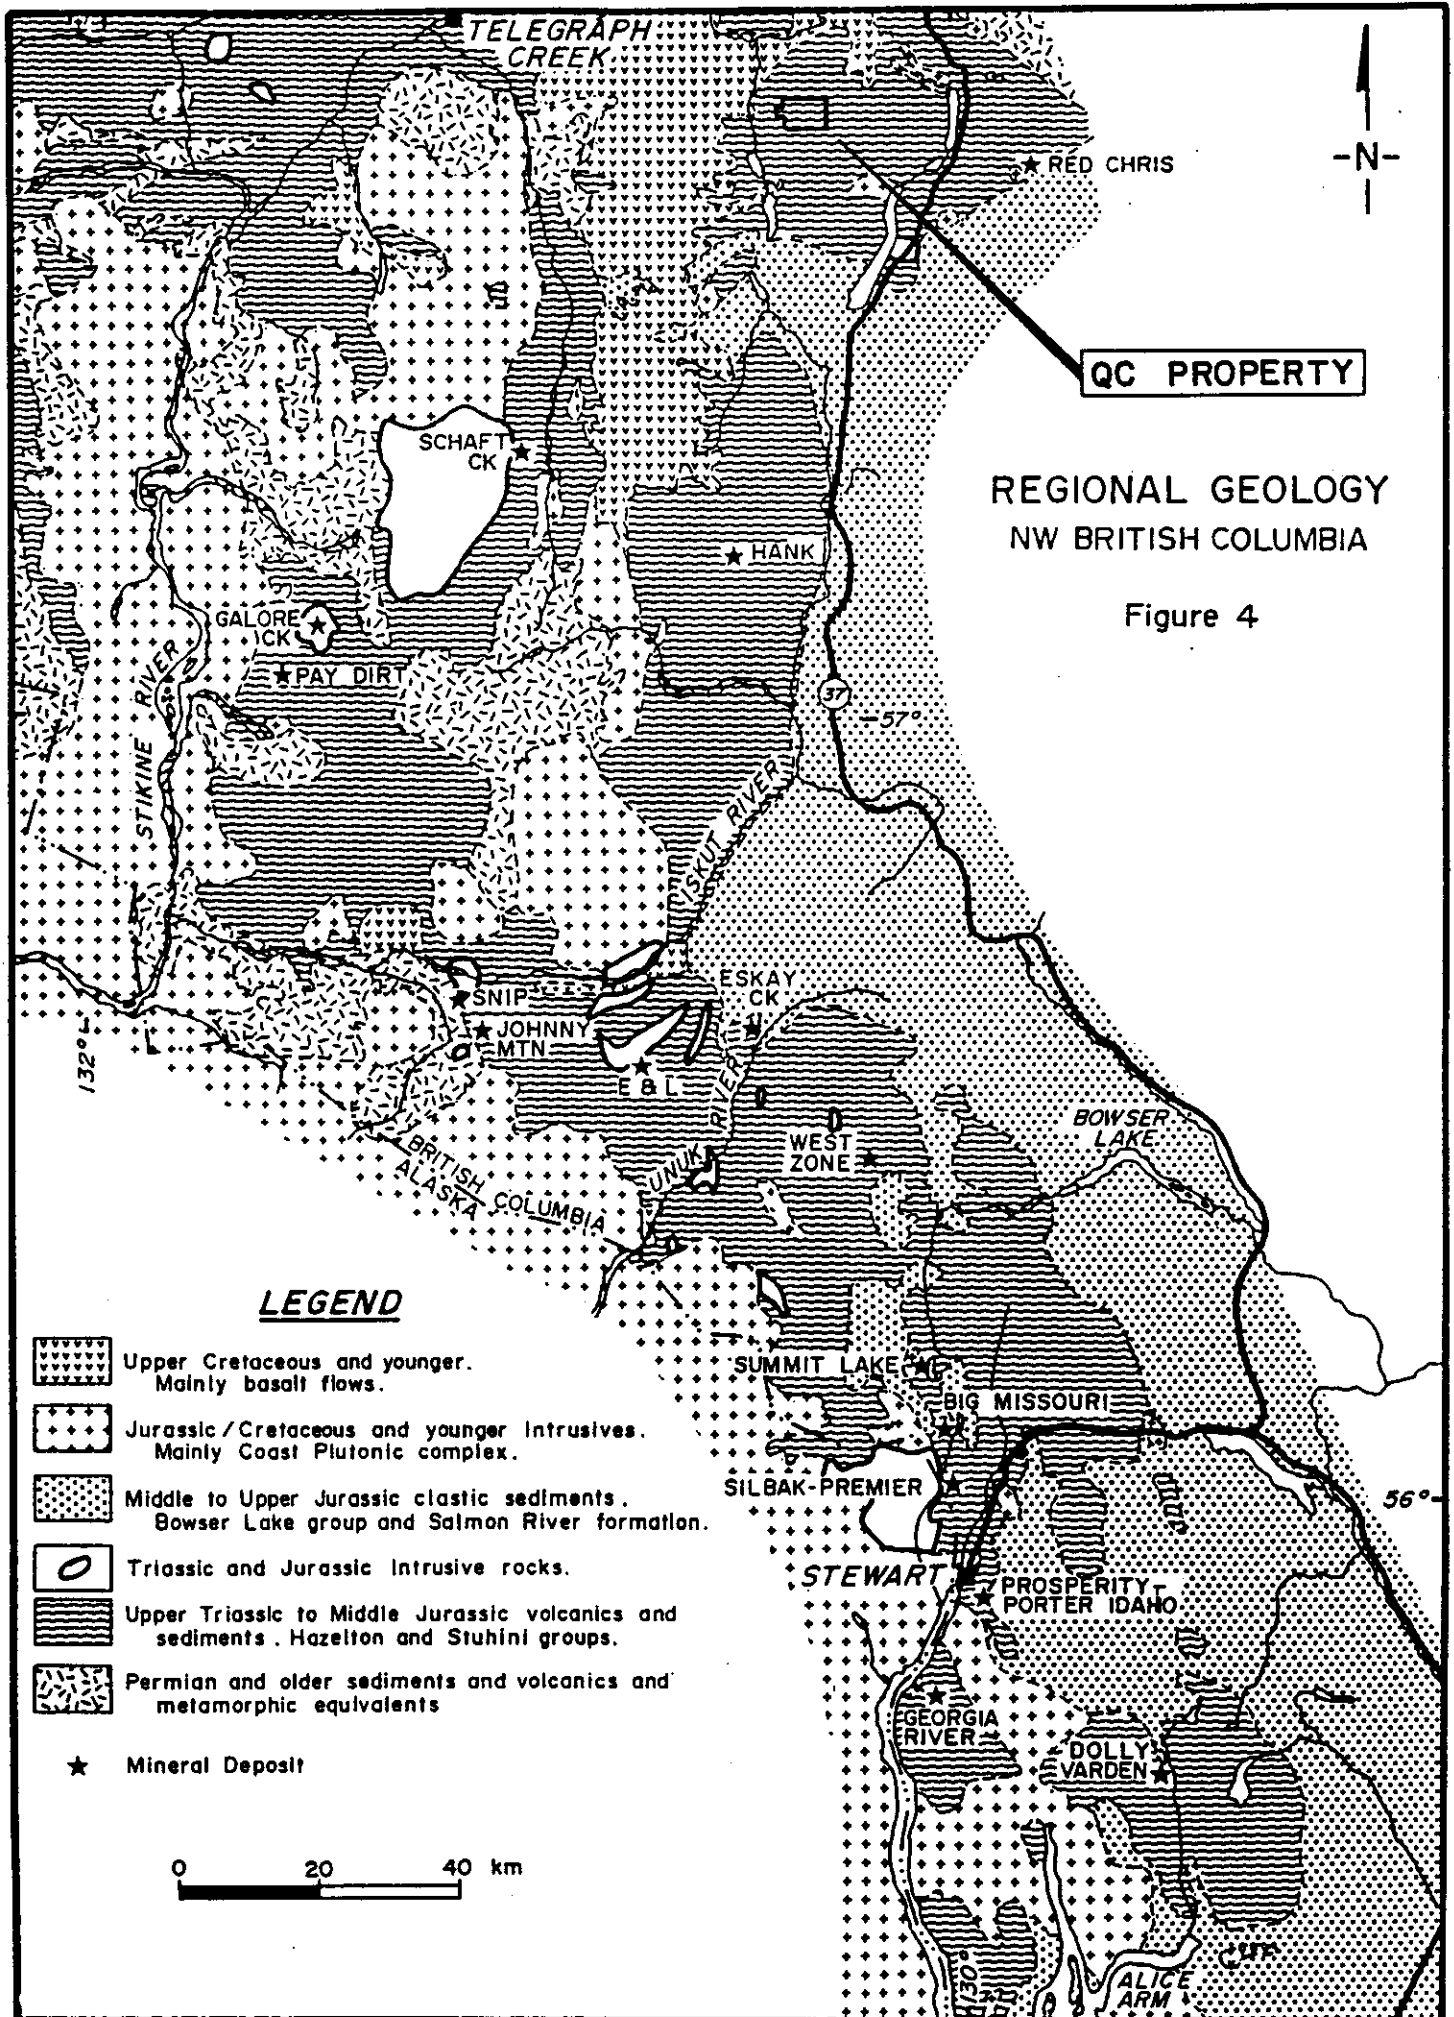 TELEGRAPH
CREEK
-N-
RED CHRIS
QC PROPERTY
SCHAFT
CK
REGIONAL GEOLOGY
NW BRITISH COLUMBIA
Figure 4
HANK
GALORE
CK
PAY DIRT
STIKINE RIVER
37
57°
ISKUT RIVER
ESKAY
CK
SNIP
JOHNNY
MTN
E & L
132°
UNUK RIVER
WEST
ZONE
BOWSER
LAKE
BRITISH COLUMBIA
ALASKA
LEGEND
Upper Cretaceous and younger.
Mainly basalt flows.
Jurassic/Cretaceous and younger Intrusives.
Mainly Coast Plutonic complex.
Middle to Upper Jurassic clastic sediments.
Bowser Lake group and Salmon River formation.
Triassic and Jurassic Intrusive rocks.
Upper Triassic to Middle Jurassic volcanics and
sediments. Hazelton and Stuhini groups.
Permian and older sediments and volcanics and
metamorphic equivalents
Mineral Deposit
0 20 40 km
SUMMIT LAKE
BIG MISSOURI
SILBAK-PREMIER
56°
STEWART
PROSPERITY-
PORTER IDAHO
GEORGIA
RIVER
DOLLY
VARDEN
130°
ALICE
ARM